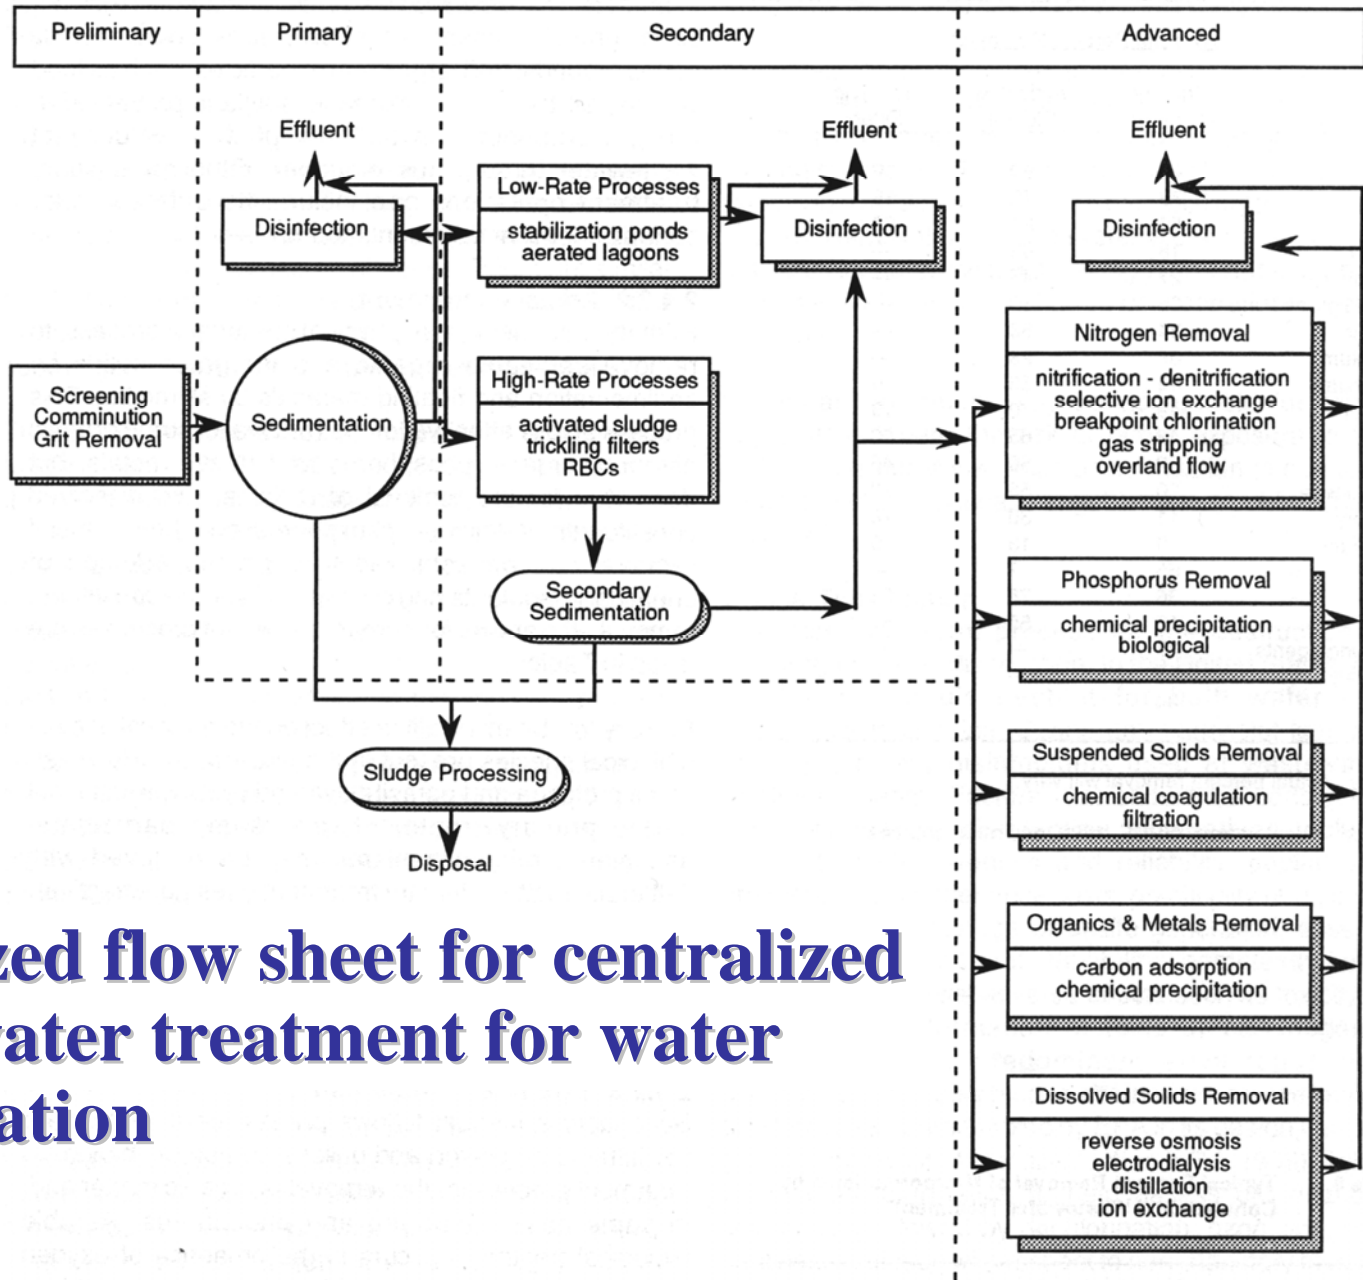 Preliminary
Primary
Secondary
Advanced
Effluent
Effluent
Effluent
Disinfection
Low-Rate Processes
stabilization ponds
aerated lagoons
Disinfection
Disinfection
Screening
Comminution
Grit Removal
Sedimentation
High-Rate Processes
activated sludge
trickling filters
RBCs
Secondary
Sedimentation
Sludge Processing
Disposal
Nitrogen Removal
nitrification - denitrification
selective ion exchange
breakpoint chlorination
gas stripping
overland flow
Phosphorus Removal
chemical precipitation
biological
Suspended Solids Removal
chemical coagulation
filtration
Organics & Metals Removal
carbon adsorption
chemical precipitation
Dissolved Solids Removal
reverse osmosis
electrodialysis
distillation
ion exchange
zed flow sheet for centralized
vater treatment for water
ation